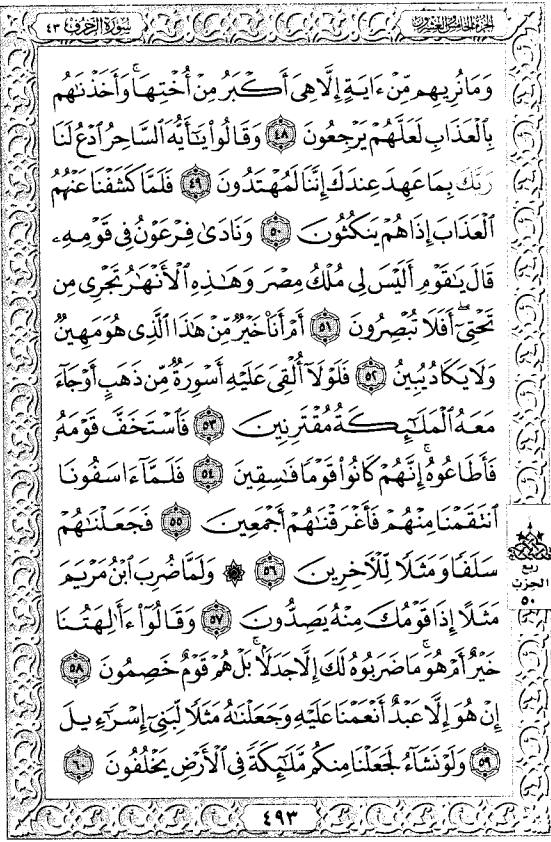 سورة الزخرف ٤٣
الجزء الخامس والعشرون
وَمَا نُرِيهِم مِّنْ ءَايَةٍ إِلَّا هِىَ أَكْبَرُ مِنْ أُخْتِهَا ۖ وَأَخَذْنَٰهُم
بِٱلْعَذَابِ لَعَلَّهُمْ يَرْجِعُونَ ٤٨ وَقَالُوا۟ يَٰٓأَيُّهَ ٱلسَّاحِرُ ٱدْعُ لَنَا
رَبَّكَ بِمَا عَهِدَ عِندَكَ إِنَّنَا لَمُهْتَدُونَ ٤٩ فَلَمَّا كَشَفْنَا عَنْهُمُ
ٱلْعَذَابَ إِذَا هُمْ يَنكُثُونَ ٥٠ وَنَادَىٰ فِرْعَوْنُ فِى قَوْمِهِۦ
قَالَ يَٰقَوْمِ أَلَيْسَ لِى مُلْكُ مِصْرَ وَهَٰذِهِ ٱلْأَنْهَٰرُ تَجْرِى مِن
تَحْتِىٓ ۖ أَفَلَا تُبْصِرُونَ ٥١ أَمْ أَنَا۠ خَيْرٌ مِّنْ هَٰذَا ٱلَّذِى هُوَ مَهِينٌ
وَلَا يَكَادُ يُبِينُ ٥٢ فَلَوْلَآ أُلْقِىَ عَلَيْهِ أَسْوِرَةٌ مِّن ذَهَبٍ أَوْ جَآءَ
مَعَهُ ٱلْمَلَٰٓئِكَةُ مُقْتَرِنِينَ ٥٣ فَٱسْتَخَفَّ قَوْمَهُۥ
فَأَطَاعُوهُ ۚ إِنَّهُمْ كَانُوا۟ قَوْمًا فَٰسِقِينَ ٥٤ فَلَمَّآ ءَاسَفُونَا
ٱنتَقَمْنَا مِنْهُمْ فَأَغْرَقْنَٰهُمْ أَجْمَعِينَ ٥٥ فَجَعَلْنَٰهُمْ
سَلَفًا وَمَثَلًا لِّلْءَاخِرِينَ ٥٦ ۞ وَلَمَّا ضُرِبَ ٱبْنُ مَرْيَمَ
مَثَلًا إِذَا قَوْمُكَ مِنْهُ يَصِدُّونَ ٥٧ وَقَالُوٓا۟ ءَأَٰلِهَتُنَا
خَيْرٌ أَمْ هُوَ ۚ مَا ضَرَبُوهُ لَكَ إِلَّا جَدَلًۢا ۚ بَلْ هُمْ قَوْمٌ خَصِمُونَ ٥٨
إِنْ هُوَ إِلَّا عَبْدٌ أَنْعَمْنَا عَلَيْهِ وَجَعَلْنَٰهُ مَثَلًا لِّبَنِىٓ إِسْرَٰٓءِيلَ
٥٩ وَلَوْ نَشَآءُ لَجَعَلْنَا مِنكُم مَّلَٰٓئِكَةً فِى ٱلْأَرْضِ يَخْلُفُونَ ٦٠
ربع
الحزب
٥٠
٤٩٣